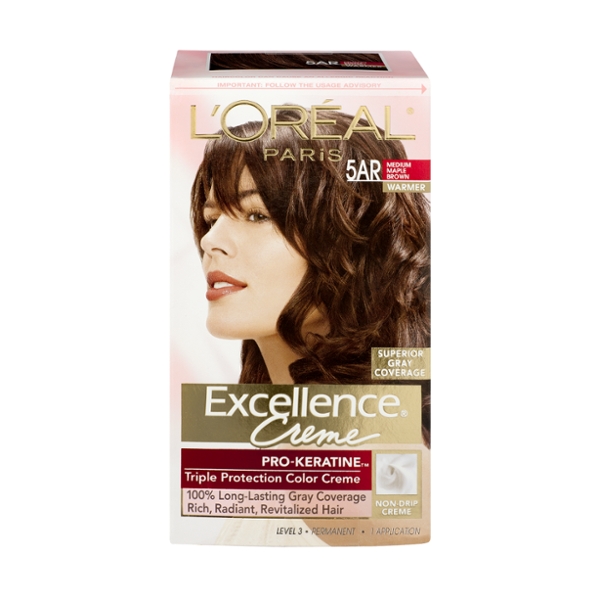 5AR
IMPORTANT: FOLLOW THE USAGE ADVISORY
L'ORÉAL®
PARIS
5AR
MEDIUM
MAPLE
BROWN
WARMER
SUPERIOR
GRAY
COVERAGE
Excellence®
Creme
PRO-KERATINE™
Triple Protection Color Creme
100% Long-Lasting Gray Coverage
Rich, Radiant, Revitalized Hair
NON-DRIP
CREME
LEVEL 3 • PERMANENT • 1 APPLICATION